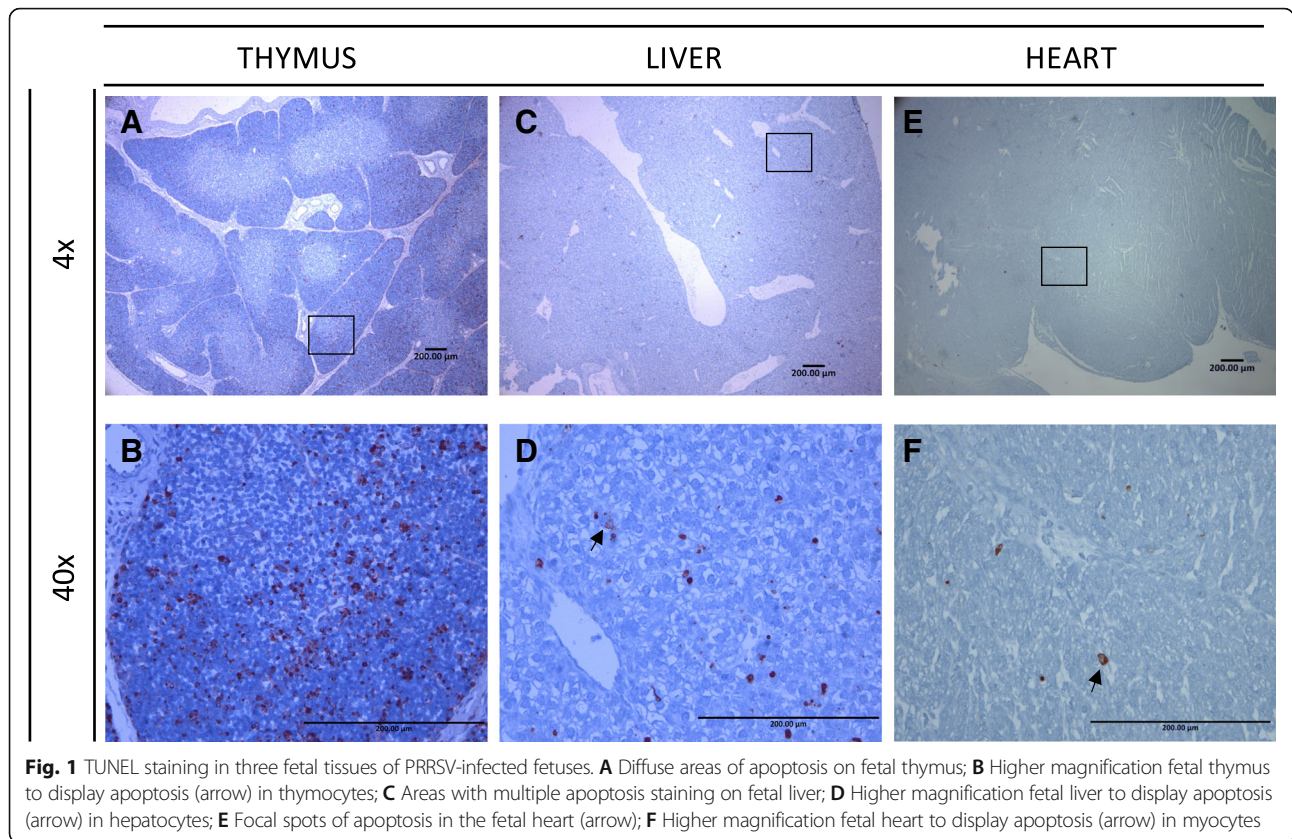 THYMUS
LIVER
HEART
4x
A
200.00 µm
C
200.00 µm
E
200.00 µm
40x
B
200.00 µm
D
200.00 µm
F
200.00 µm
Fig. 1 TUNEL staining in three fetal tissues of PRRSV-infected fetuses. A Diffuse areas of apoptosis on fetal thymus; B Higher magnification fetal thymus
to display apoptosis (arrow) in thymocytes; C Areas with multiple apoptosis staining on fetal liver; D Higher magnification fetal liver to display apoptosis
(arrow) in hepatocytes; E Focal spots of apoptosis in the fetal heart (arrow); F Higher magnification fetal heart to display apoptosis (arrow) in myocytes